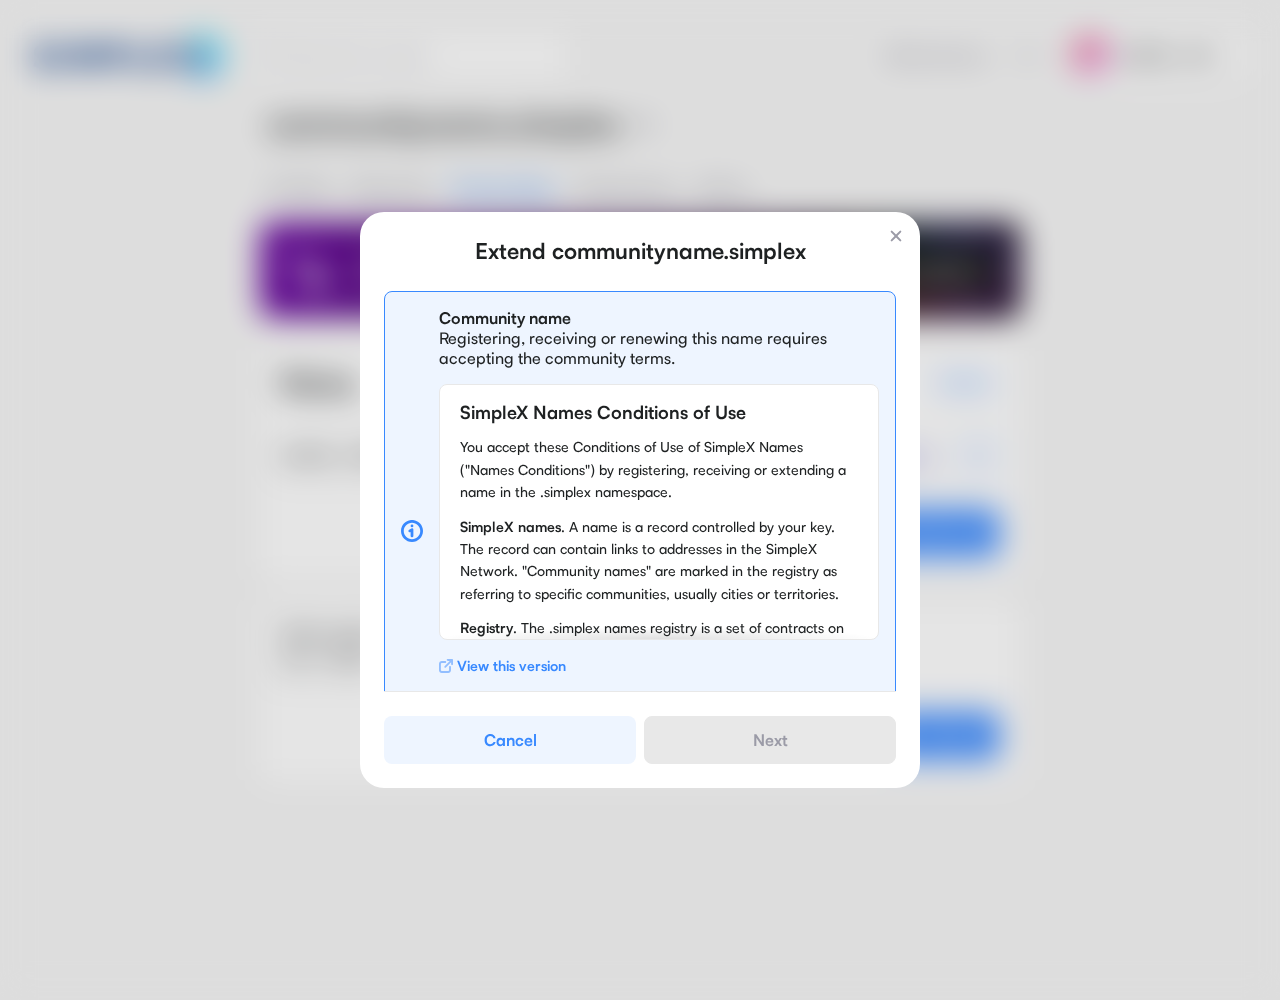 Extend communityname.simplex
Community name
Registering, receiving or renewing this name requires
accepting the community terms.
SimpleX Names Conditions of Use
You accept these Conditions of Use of SimpleX Names
("Names Conditions") by registering, receiving or extending a
name in the .simplex namespace.
SimpleX names. A name is a record controlled by your key.
The record can contain links to addresses in the SimpleX
Network. "Community names" are marked in the registry as
referring to specific communities, usually cities or territories.
Registry. The .simplex names registry is a set of contracts on
View this version
Cancel
Next